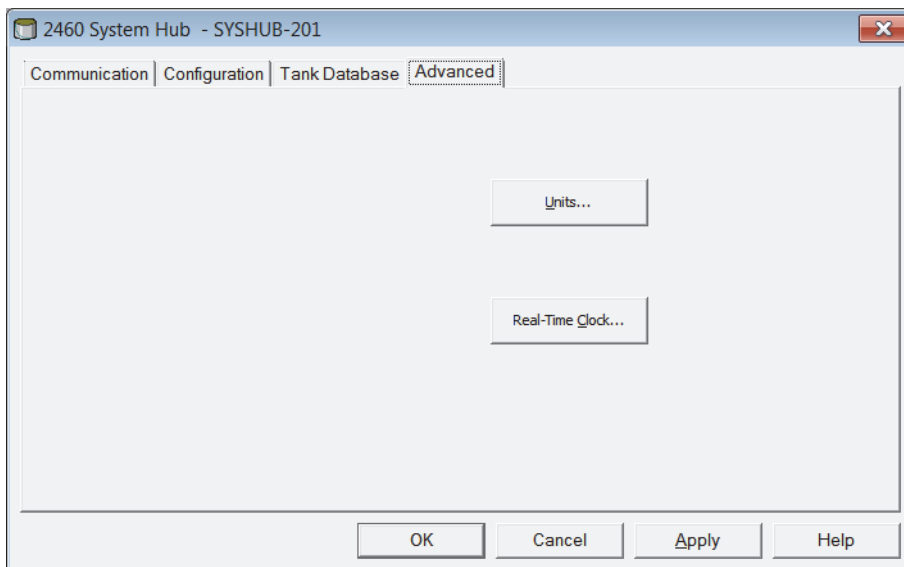 2460 System Hub - SYSHUB-201
Communication Configuration Tank Database Advanced
Units...
Real-Time Clock...
OK Cancel Apply Help